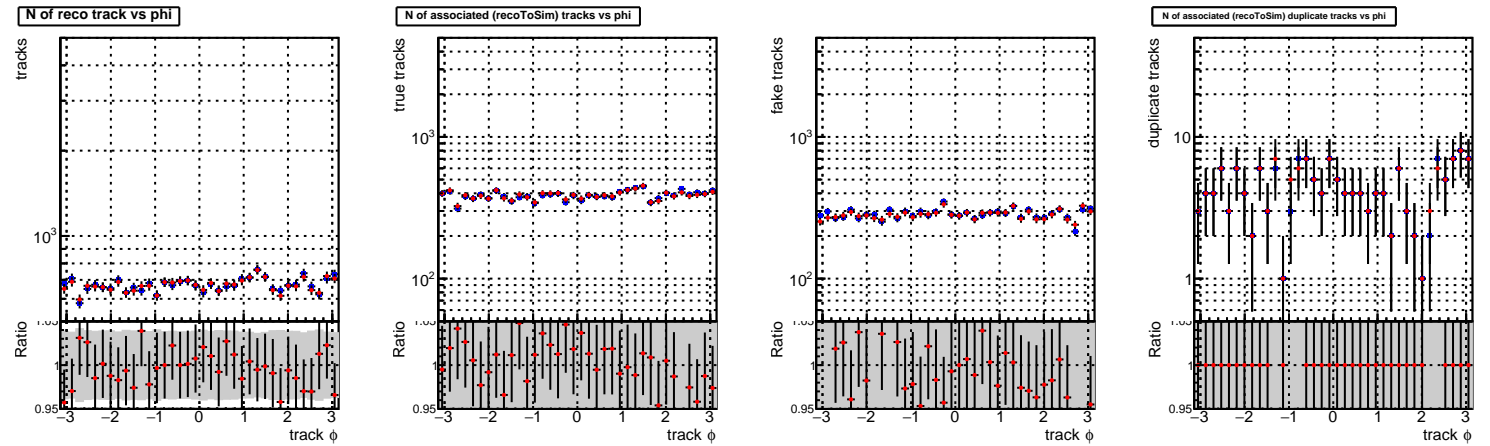 N of reco track vs phi
tracks
10³
Ratio
1
0.95
−3 −2 −1 0 1 2 3
track ϕ
N of associated (recoToSim) tracks vs phi
true tracks
10³
10²
Ratio
1
0.95
−3 −2 −1 0 1 2 3
track ϕ
fake tracks
10³
10²
Ratio
1
0.95
−3 −2 −1 0 1 2 3
track ϕ
N of associated (recoToSim) duplicate tracks vs phi
duplicate tracks
10
1
Ratio
1
0.95
−3 −2 −1 0 1 2 3
track ϕ